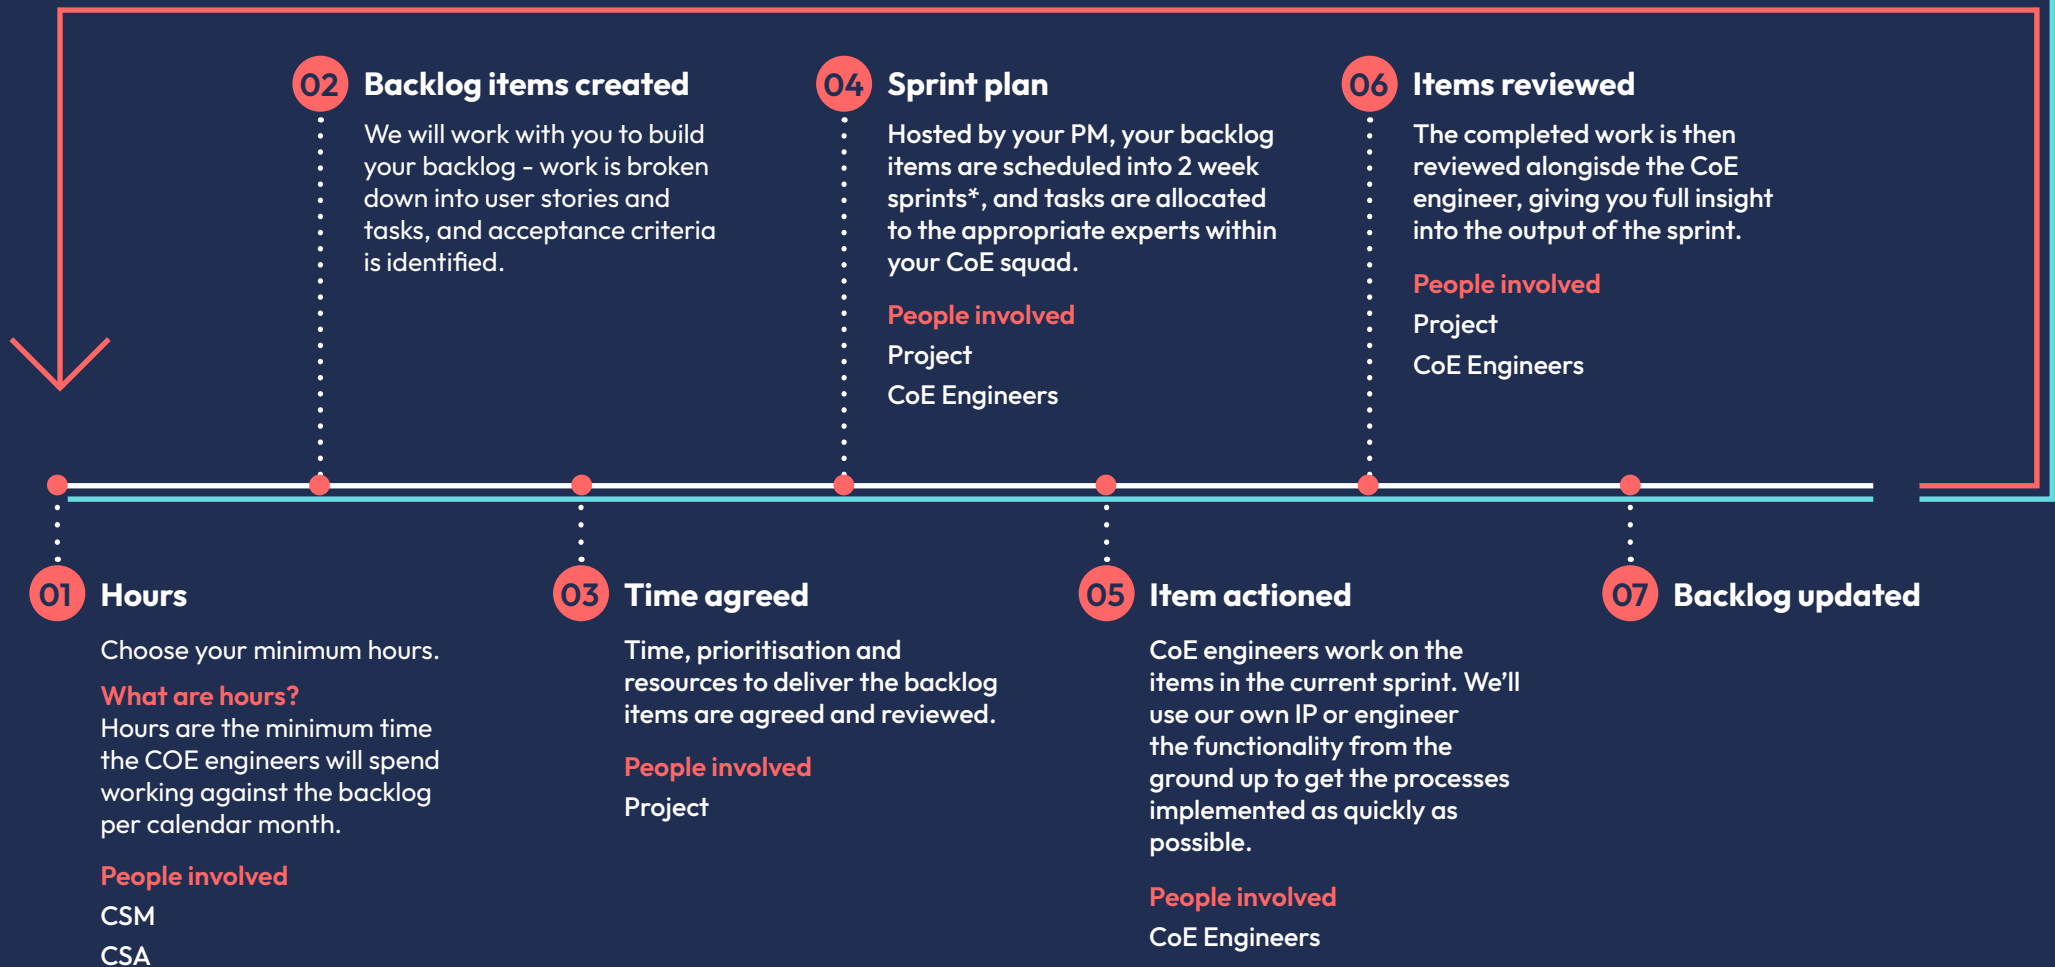 02 Backlog items created
We will work with you to build
your backlog - work is broken
down into user stories and
tasks, and acceptance criteria
is identified.
04 Sprint plan
Hosted by your PM, your backlog
items are scheduled into 2 week
sprints*, and tasks are allocated
to the appropriate experts within
your CoE squad.
People involved
Project
CoE Engineers
06 Items reviewed
The completed work is then
reviewed alongisde the CoE
engineer, giving you full insight
into the output of the sprint.
People involved
Project
CoE Engineers
01 Hours
Choose your minimum hours.
What are hours?
Hours are the minimum time
the COE engineers will spend
working against the backlog
per calendar month.
People involved
CSM
CSA
03 Time agreed
Time, prioritisation and
resources to deliver the backlog
items are agreed and reviewed.
People involved
Project
05 Item actioned
CoE engineers work on the
items in the current sprint. We’ll
use our own IP or engineer
the functionality from the
ground up to get the processes
implemented as quickly as
possible.
People involved
CoE Engineers
07 Backlog updated